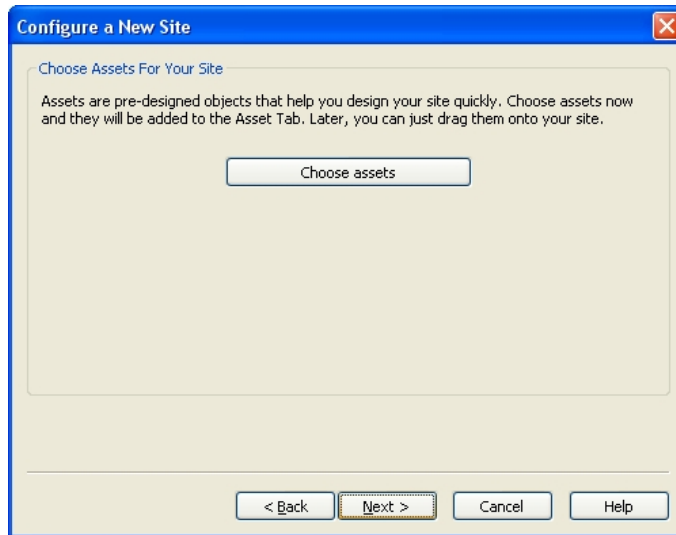 Configure a New Site
Choose Assets For Your Site
Assets are pre-designed objects that help you design your site quickly. Choose assets now
and they will be added to the Asset Tab. Later, you can just drag them onto your site.
Choose assets
< Back
Next >
Cancel
Help